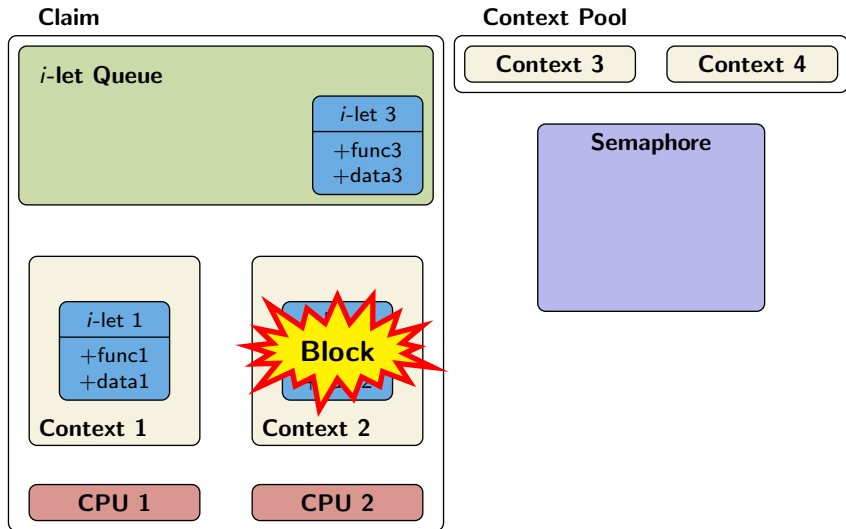 Claim
Context Pool
i-let Queue
Context 3
Context 4
i-let 3
+func3
+data3
Semaphore
i-let 1
+func1
+data1
Block
Context 1
Context 2
CPU 1
CPU 2